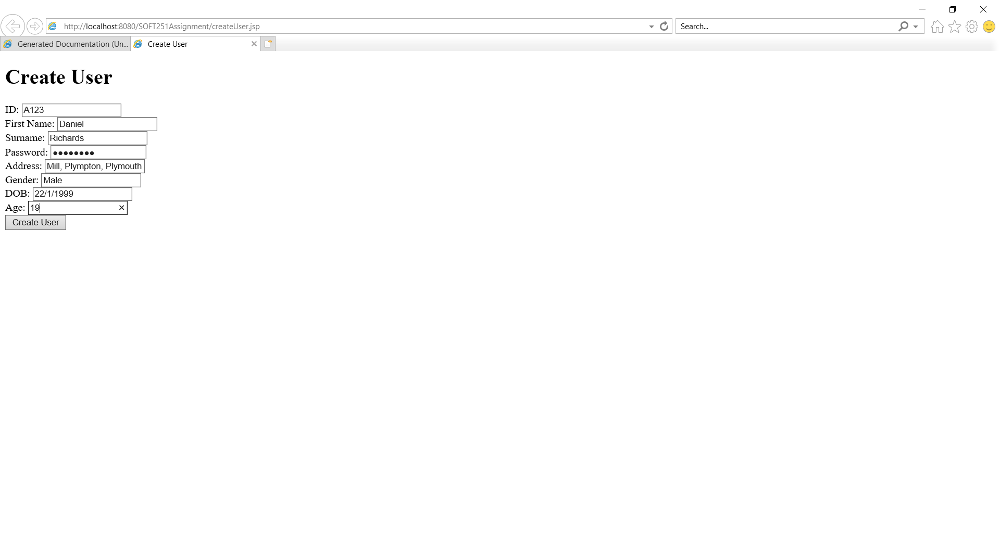 http://localhost:8080/SOFT251Assignment/createUser.jsp
Search...
Generated Documentation (Un...
Create User
Create User
ID: A123
First Name: Daniel
Surname: Richards
Password: ●●●●●●●●
Address: Mill, Plympton, Plymouth
Gender: Male
DOB: 22/1/1999
Age: 19
Create User